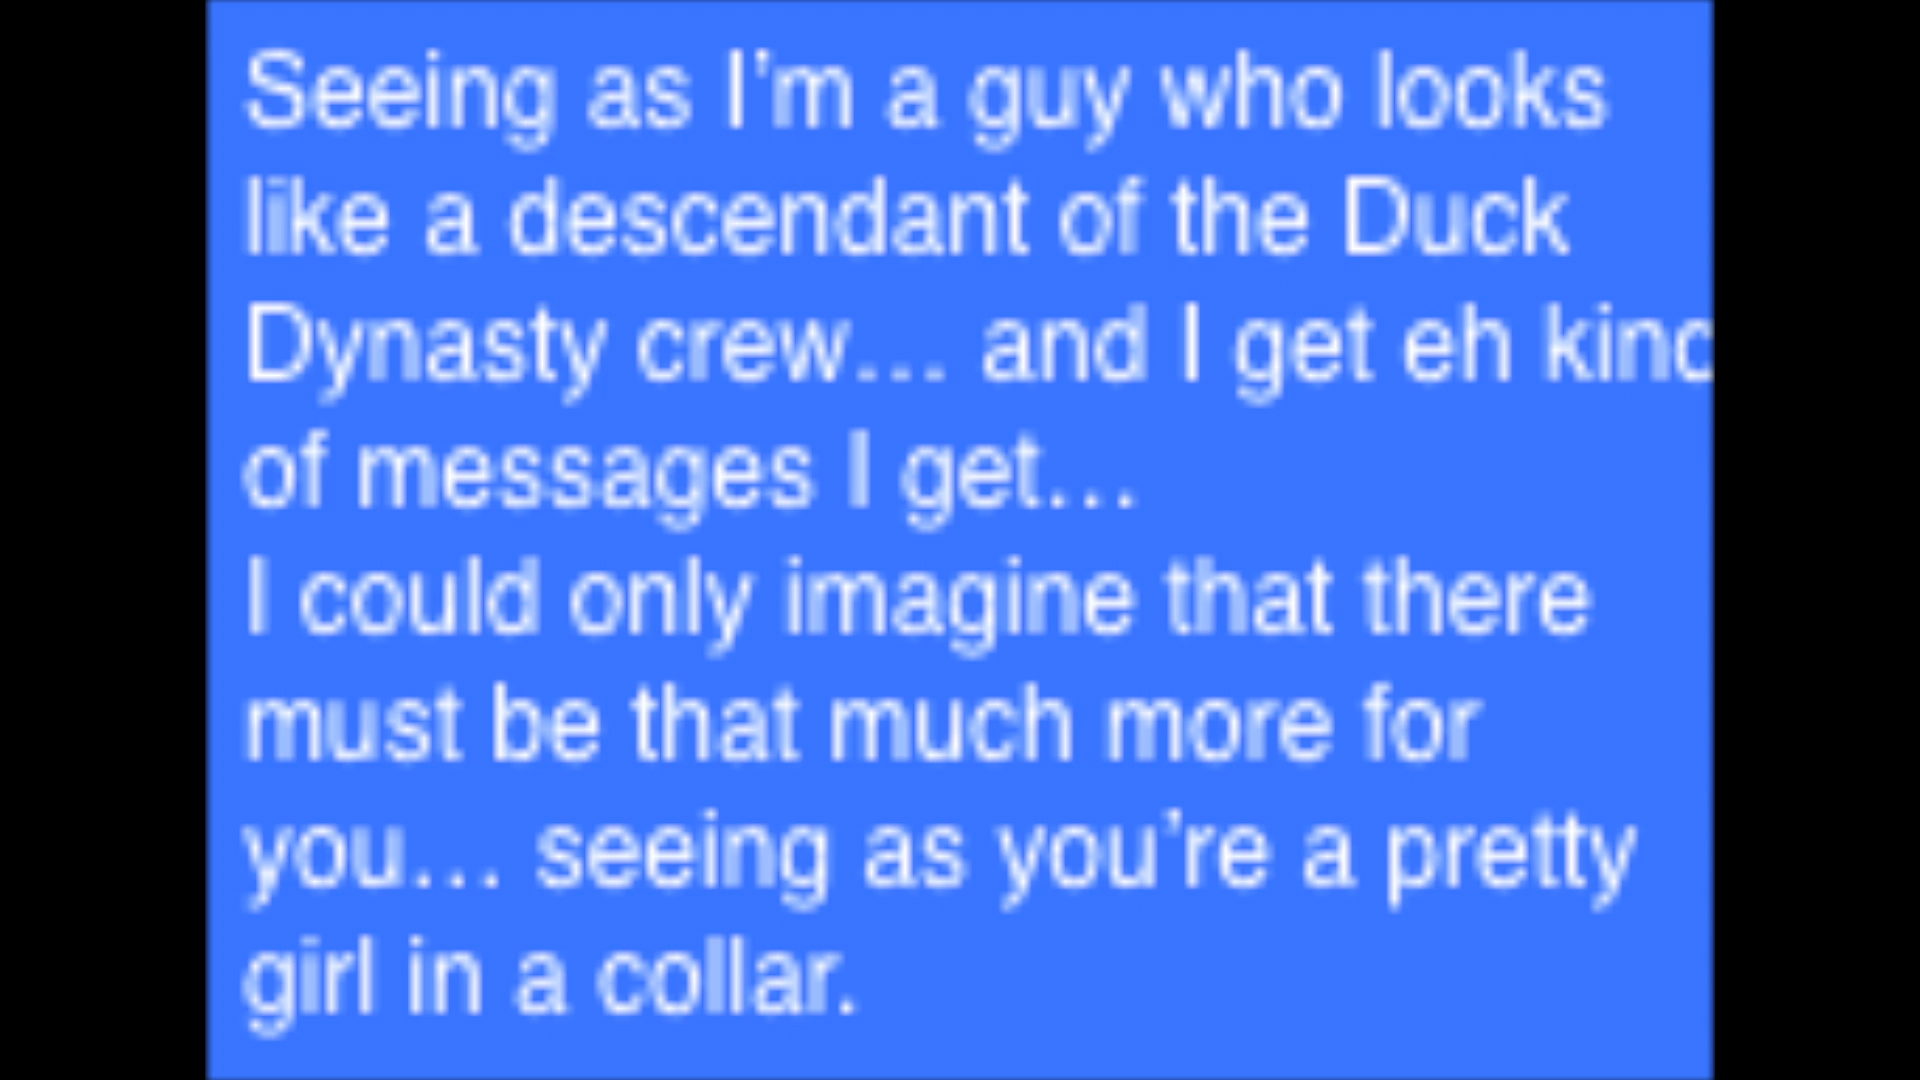 Seeing as I'm a guy who looks
like a descendant of the Duck
Dynasty crew... and I get eh kind
of messages I get...
I could only imagine that there
must be that much more for
you... seeing as you're a pretty
girl in a collar.